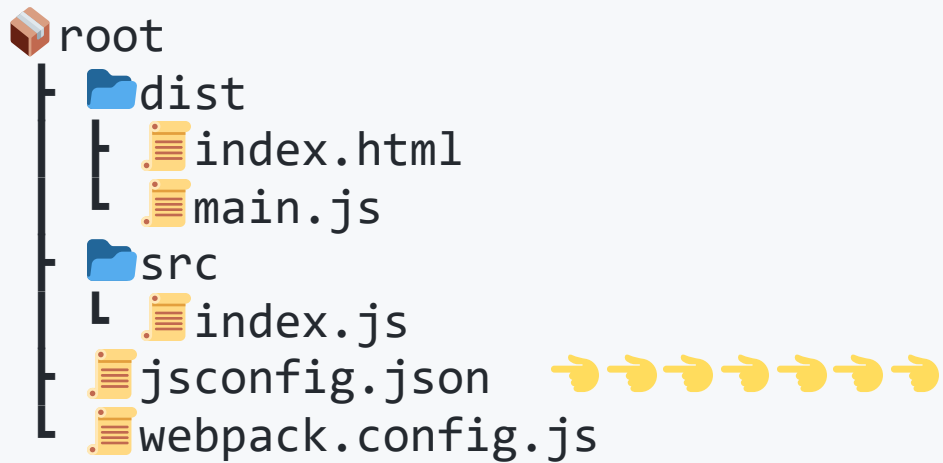 root
dist
index.html
main.js
src
index.js
jsconfig.json
webpack.config.js